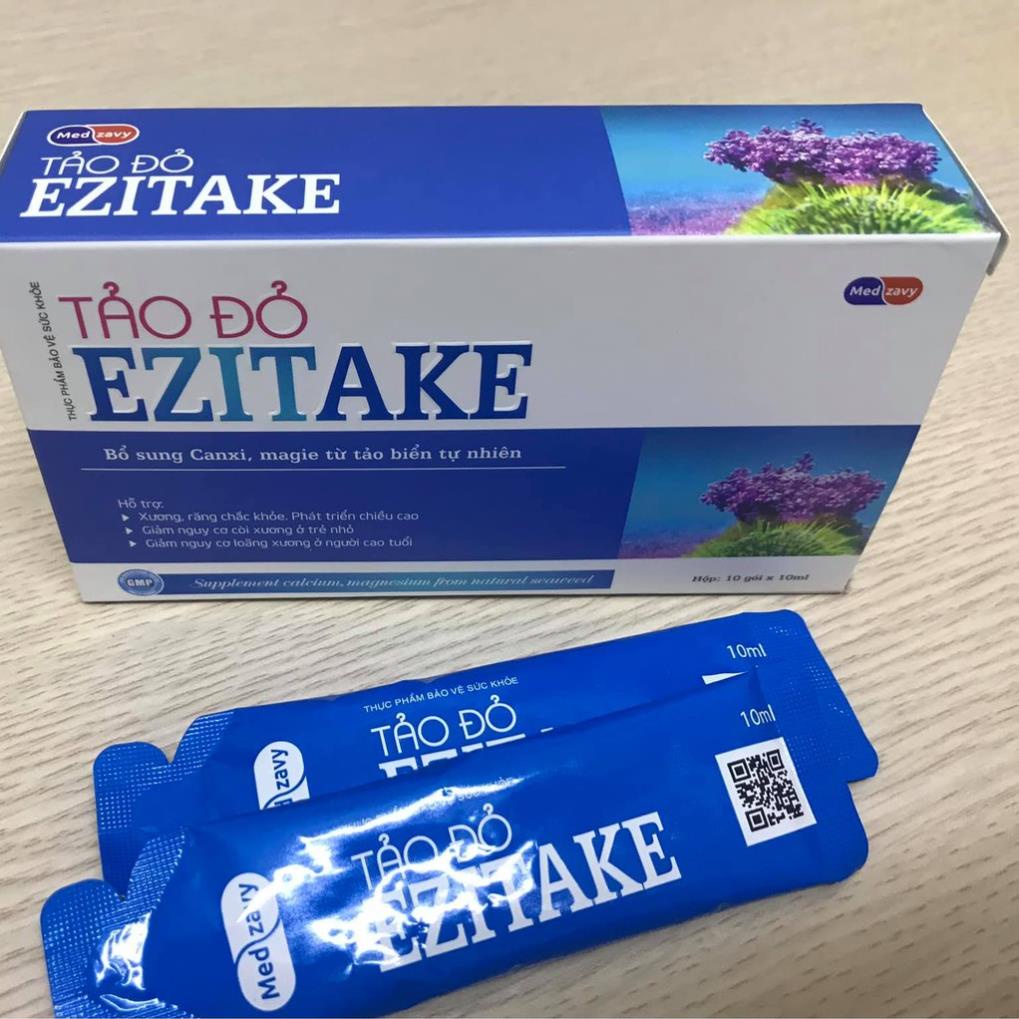 Med zavy
TẢO ĐỎ
EZITAKE
THỰC PHẨM BẢO VỆ SỨC KHỎE
TẢO ĐỎ
EZITAKE
Med zavy
Bổ sung Canxi, magie từ tảo biển tự nhiên
Hỗ trợ:
Xương, răng chắc khỏe. Phát triển chiều cao
Giảm nguy cơ còi xương ở trẻ nhỏ
Giảm nguy cơ loãng xương ở người cao tuổi
GMP
Supplement calcium, magnesium from natural seaweed
Hộp: 10 gói x 10ml
10ml
THỰC PHẨM BẢO VỆ SỨC KHỎE
TẢO ĐỎ
zavy
10ml
TẢO ĐỎ
EZITAKE
Med zavy